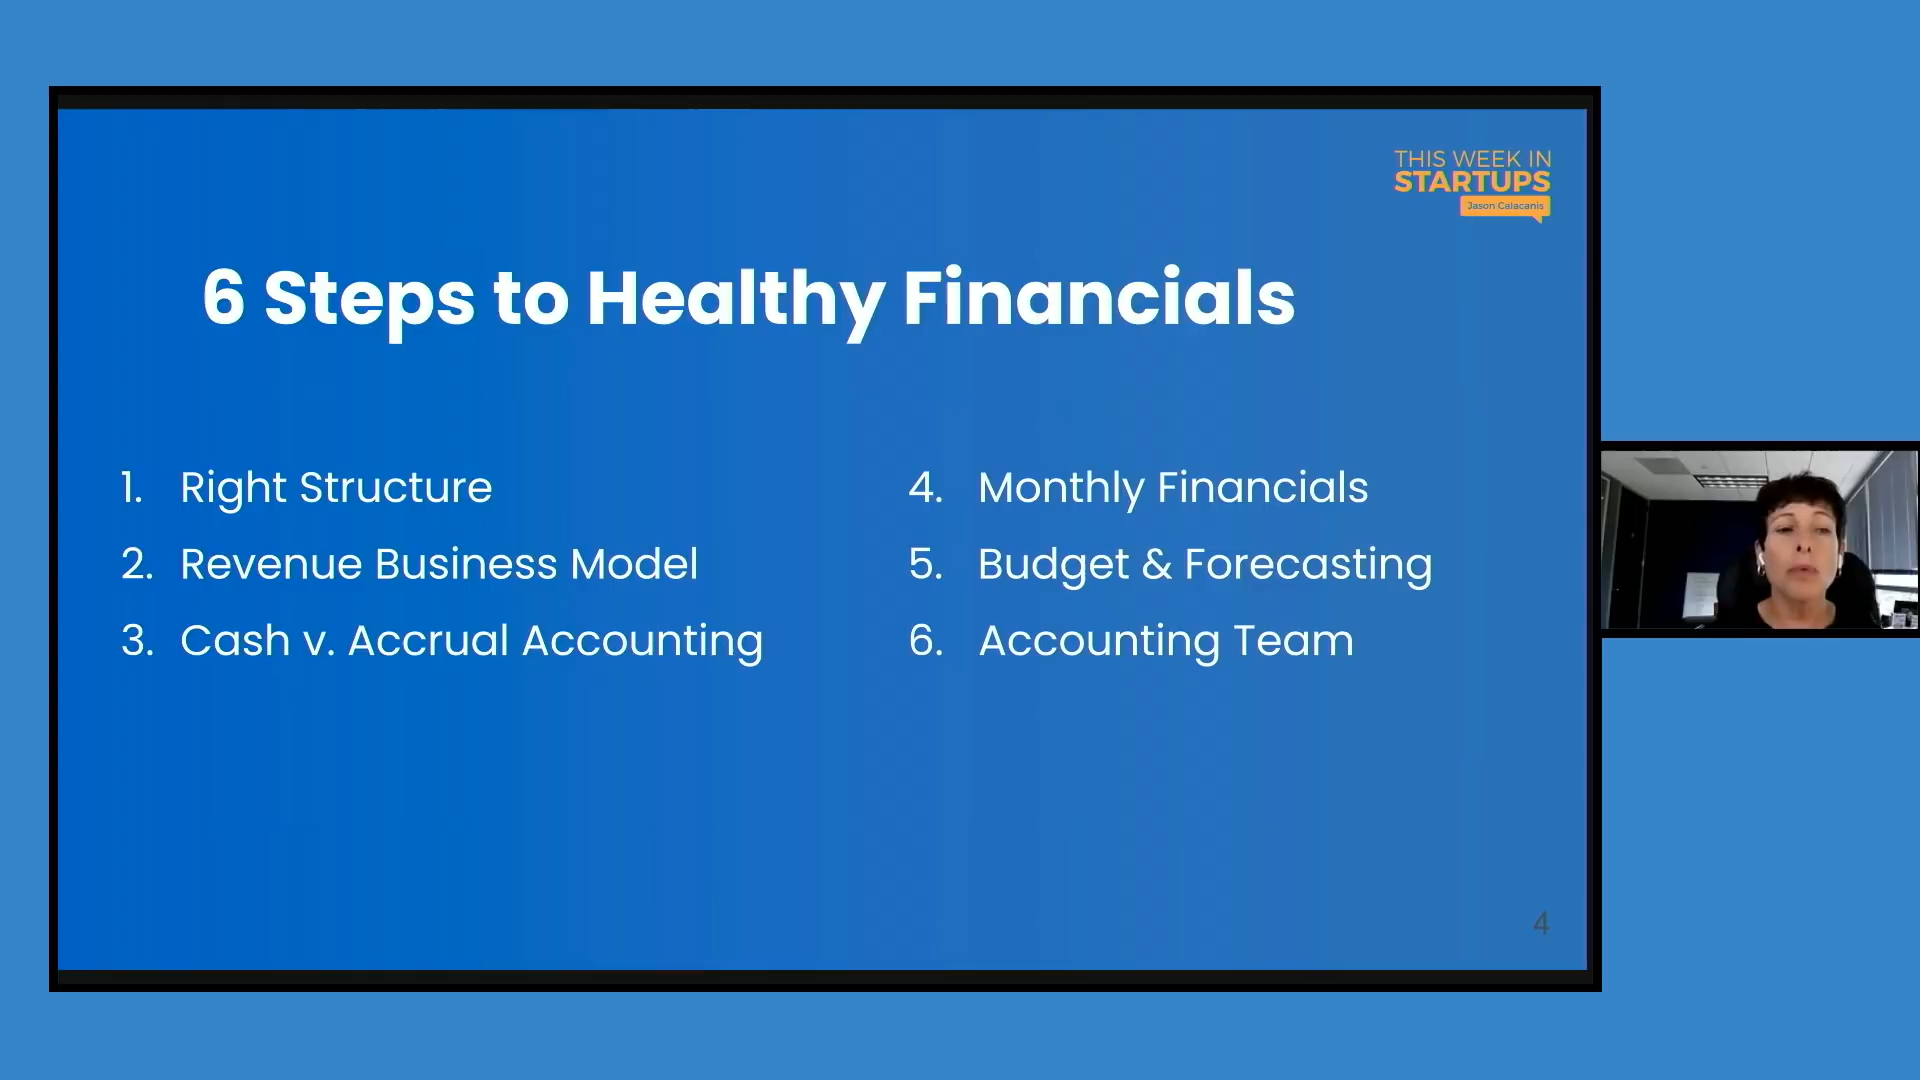 THIS WEEK IN
STARTUPS
Jason Calacanis
6 Steps to Healthy Financials
1. Right Structure
2. Revenue Business Model
3. Cash v. Accrual Accounting
4. Monthly Financials
5. Budget & Forecasting
6. Accounting Team
4